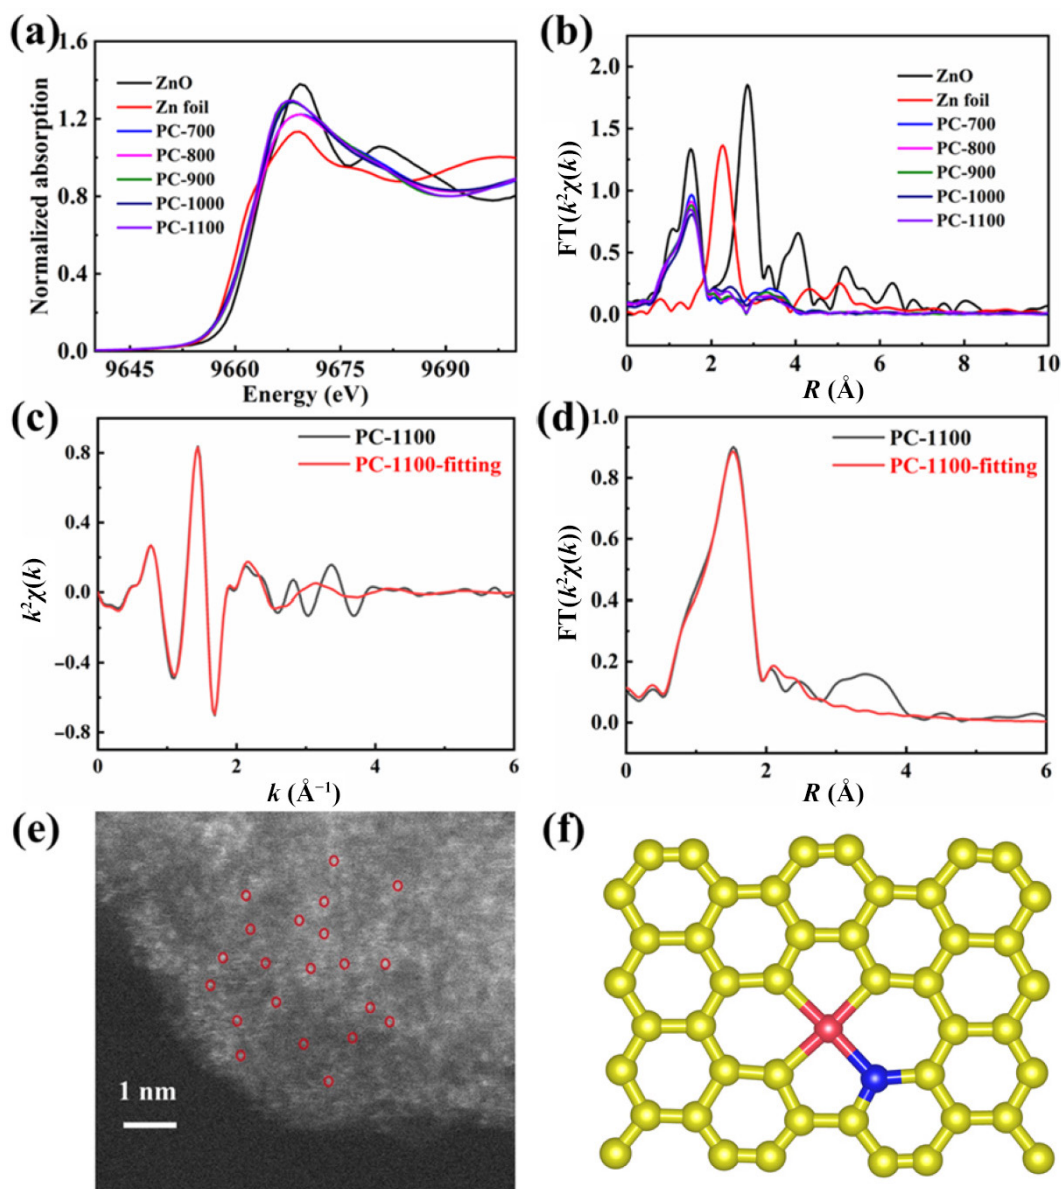 (a)
1.6
1.2
0.8
0.4
0.0
Normalized absorption
ZnO
Zn foil
PC-700
PC-800
PC-900
PC-1000
PC-1100
9645
9660
9675
9690
Energy (eV)
(b)
2.0
1.5
1.0
0.5
0.0
FT(k²χ(k))
ZnO
Zn foil
PC-700
PC-800
PC-900
PC-1000
PC-1100
0
2
4
6
8
10
R (Å)
(c)
0.8
0.4
0.0
−0.4
−0.8
k²χ(k)
PC-1100
PC-1100-fitting
0
2
4
6
k (Å⁻¹)
(d)
1.0
0.8
0.6
0.4
0.2
0.0
FT(k²χ(k))
PC-1100
PC-1100-fitting
0
2
4
6
R (Å)
(e)
1 nm
(f)